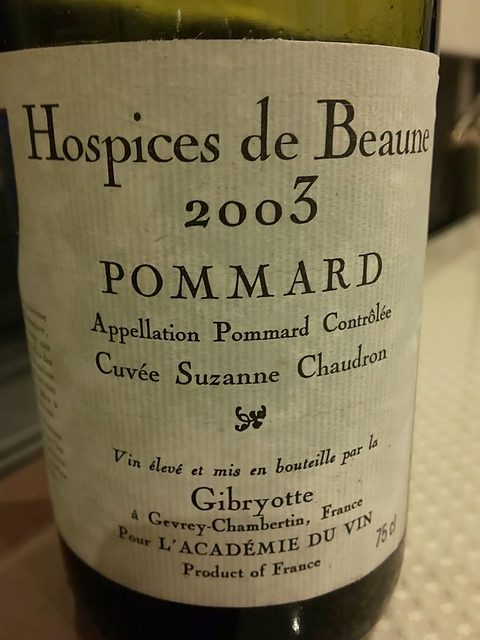 Hospices de Beaune
2003
POMMARD
Appellation Pommard Contrôlée
Cuvée Suzanne Chaudron
Vin élevé et mis en bouteille par la
Gibryotte
à Gevrey-Chambertin, France
Pour L'ACADÉMIE DU VIN
75 cl
Product of France